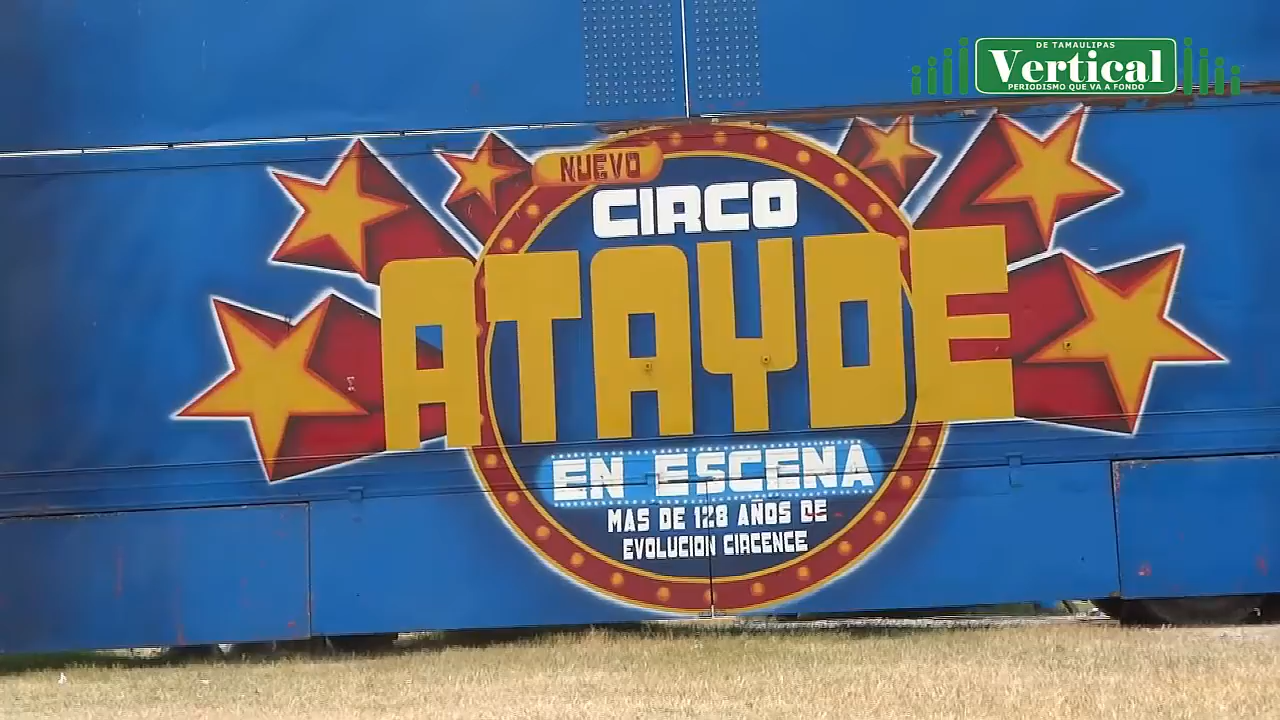 DE TAMAULIPAS
Vertical
PERIODISMO QUE VA A FONDO
NUEVO
CIRCO
ATAYDE
EN ESCENA
MAS DE 128 AÑOS DE
EVOLUCION CIRCENCE